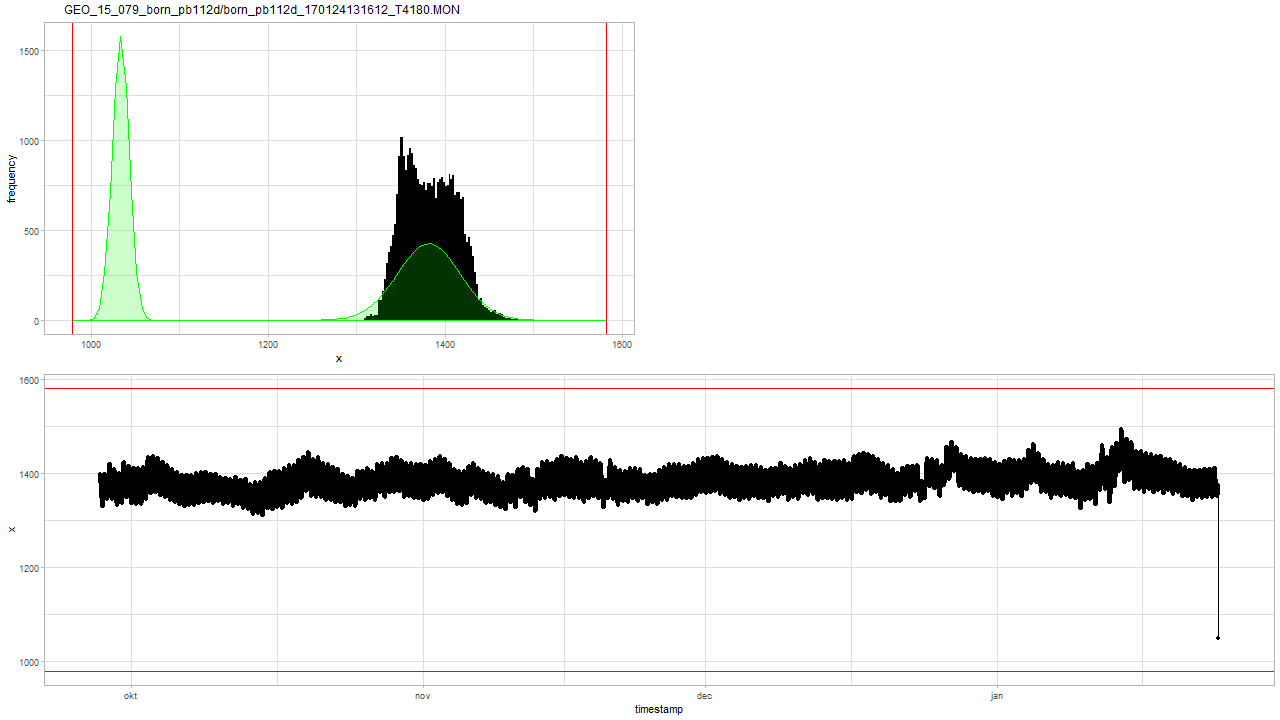 GEO_15_079_born_pb112d/born_pb112d_170124131612_T4180.MON
1500
1000
500
0
frequency
1000 1200 1400 1600
x
1600
1400
1200
1000
x
okt nov dec jan
timestamp